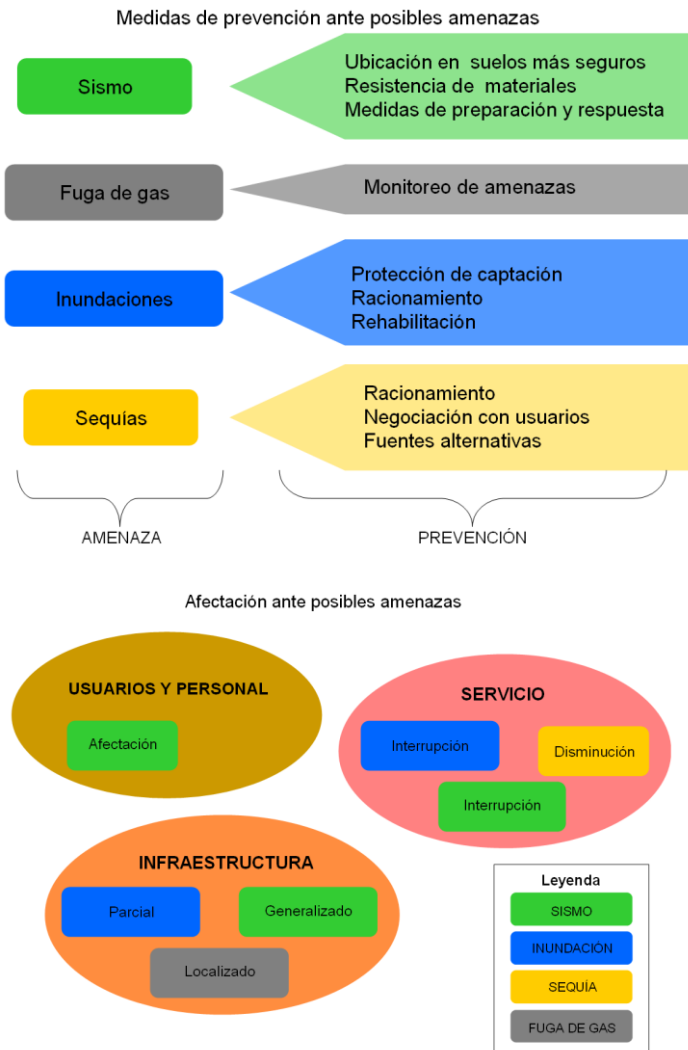 Medidas de prevención ante posibles amenazas
Sismo
Ubicación en suelos más seguros
Resistencia de materiales
Medidas de preparación y respuesta
Fuga de gas
Monitoreo de amenazas
Inundaciones
Protección de captación
Racionamiento
Rehabilitación
Sequías
Racionamiento
Negociación con usuarios
Fuentes alternativas
AMENAZA
PREVENCIÓN
Afectación ante posibles amenazas
USUARIOS Y PERSONAL
Afectación
SERVICIO
Interrupción
Disminución
Interrupción
INFRAESTRUCTURA
Parcial
Generalizado
Localizado
Leyenda
SISMO
INUNDACIÓN
SEQUÍA
FUGA DE GAS